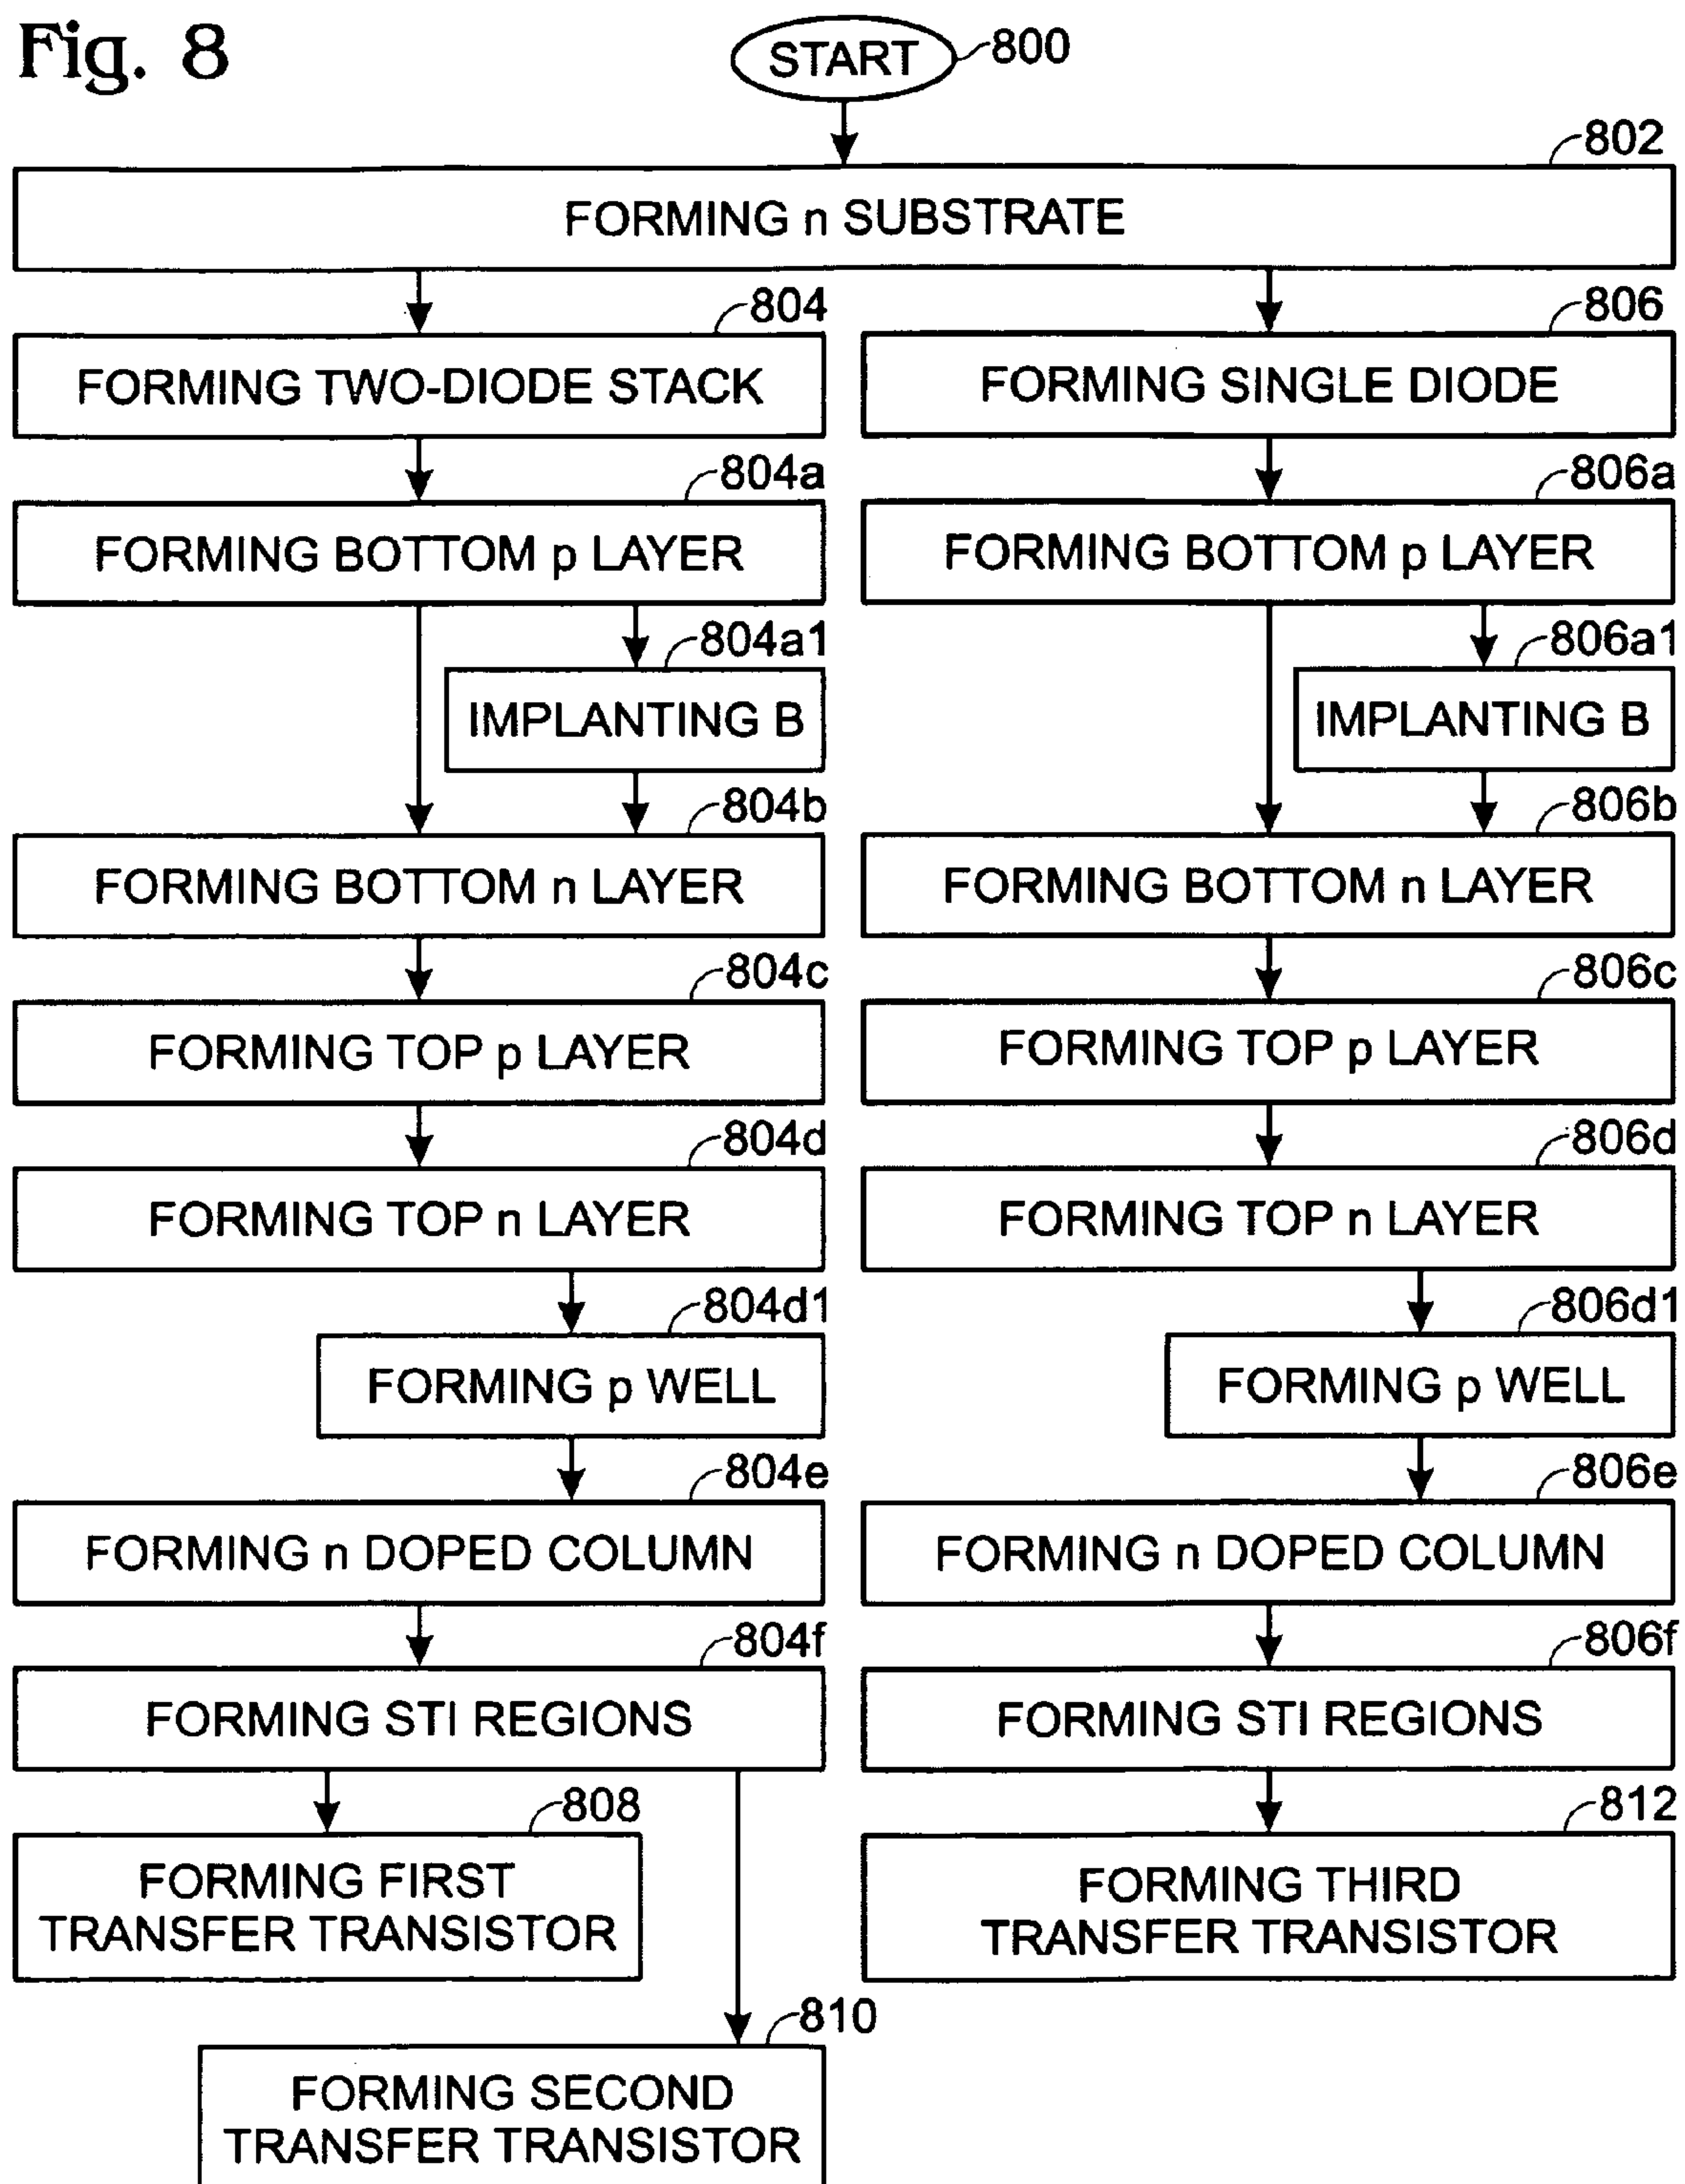 Fig. 8
START
800
802
FORMING n SUBSTRATE
804
806
FORMING TWO-DIODE STACK
FORMING SINGLE DIODE
804a
806a
FORMING BOTTOM p LAYER
FORMING BOTTOM p LAYER
804a1
806a1
IMPLANTING B
IMPLANTING B
804b
806b
FORMING BOTTOM n LAYER
FORMING BOTTOM n LAYER
804c
806c
FORMING TOP p LAYER
FORMING TOP p LAYER
804d
806d
FORMING TOP n LAYER
FORMING TOP n LAYER
804d1
806d1
FORMING p WELL
FORMING p WELL
804e
806e
FORMING n DOPED COLUMN
FORMING n DOPED COLUMN
804f
806f
FORMING STI REGIONS
FORMING STI REGIONS
808
812
FORMING FIRST
TRANSFER TRANSISTOR
FORMING THIRD
TRANSFER TRANSISTOR
810
FORMING SECOND
TRANSFER TRANSISTOR